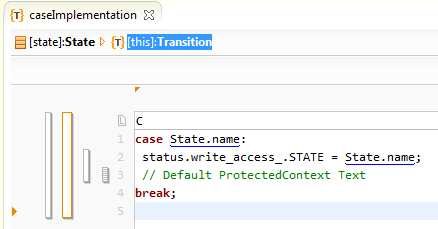 {T} caseImplementation
[state]:State {T} [this]:Transition
C
1 case State.name:
2 status.write_access_.STATE = State.name;
3 // Default ProtectedContext Text
4 break;
5